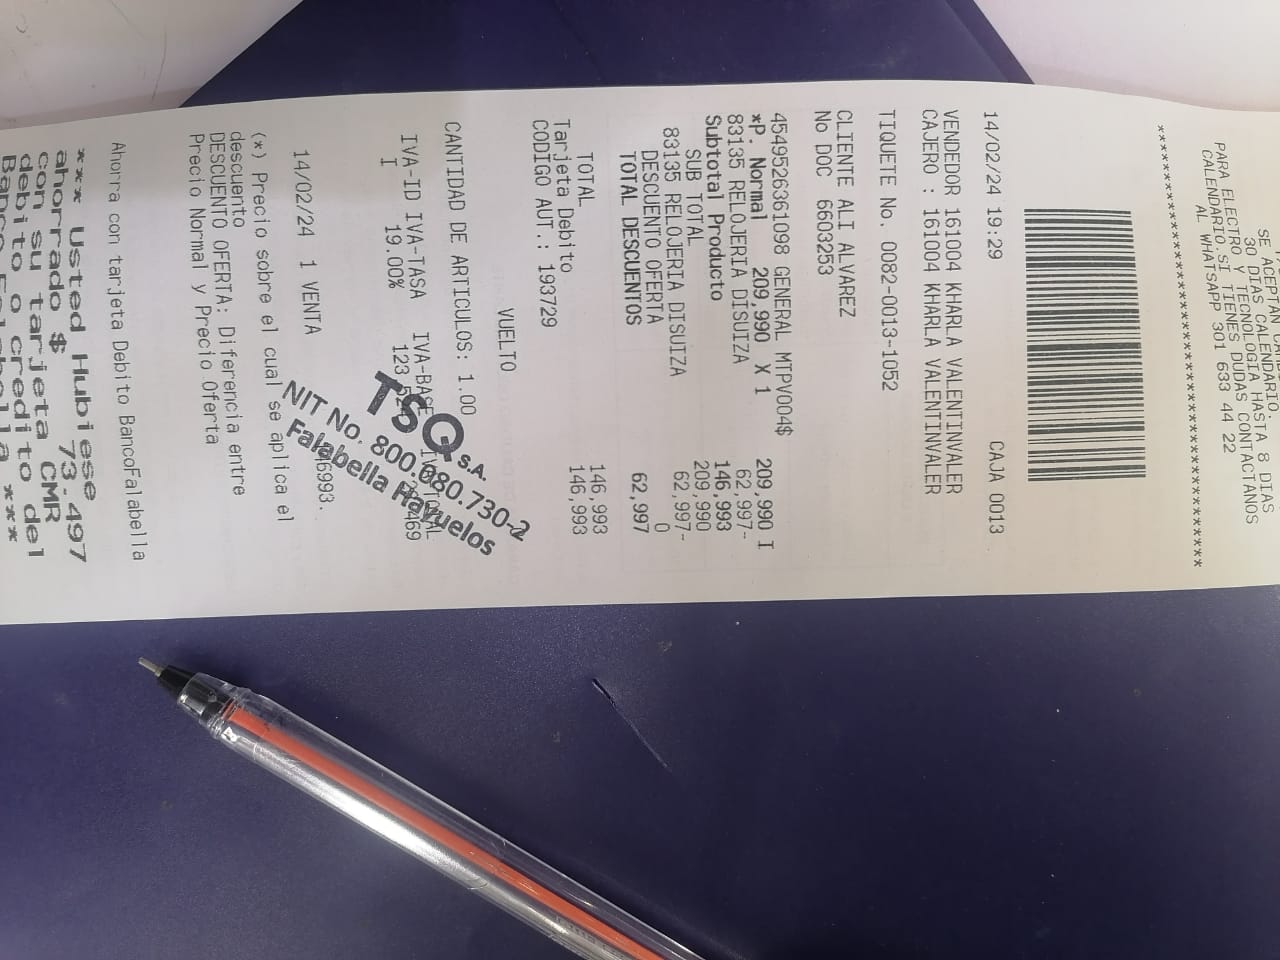 SE ACEPTAN
30 DIAS CALENDARIO.
PARA ELECTRO Y TECNOLOGIA HASTA 8 DIAS
CALENDARIO.SI TIENES DUDAS CONTACTANOS
AL WHATSAPP 301 633 44 22
****************************************
14/02/24 19:29 CAJA 0013
VENDEDOR 161004 KHARLA VALENTINVALER
CAJERO : 161004 KHARLA VALENTINVALER
TIQUETE No. 0082-0013-1052
CLIENTE ALI ALVAREZ
No DOC 6603253
4549526361098 GENERAL MTPV004$ 209,990 I
*P. Normal 209,990 X 1
83135 RELOJERIA DISUIZA 62,997-
Subtotal Producto 146,993
SUB TOTAL 209,990
83135 RELOJERIA DISUIZA 62,997-
DESCUENTO OFERTA 0
TOTAL DESCUENTOS 62,997
TOTAL 146,993
Tarjeta Debito 146,993
CODIGO AUT.: 193729
VUELTO
CANTIDAD DE ARTICULOS: 1.00
IVA-ID IVA-TASA IVA-BASE
I 19.00%
TSQ S.A.
NIT No. 800.080.730-2
Falabella Hayuelos
14/02/24 1 VENTA
(*) Precio sobre el cual se aplica el
descuento
DESCUENTO OFERTA: Diferencia entre
Precio Normal y Precio Oferta
Ahorra con tarjeta Debito BancoFalabella
*** Usted Hubiese
ahorrado $ 73.497
con su tarjeta CMR
debito o credito del
Banco Falabella ***